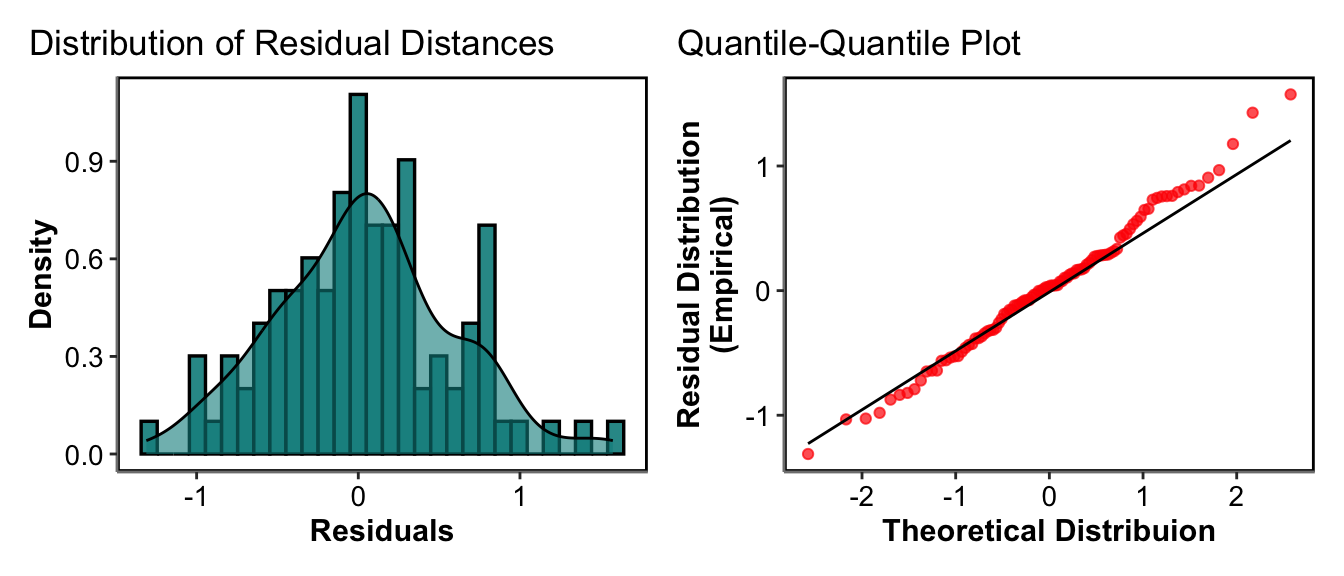 Distribution of Residual Distances
0.9
0.6
0.3
0.0
Density
-1 0 1
Residuals
Quantile-Quantile Plot
1
0
-1
Residual Distribution
(Empirical)
-2 -1 0 1 2
Theoretical Distribuion